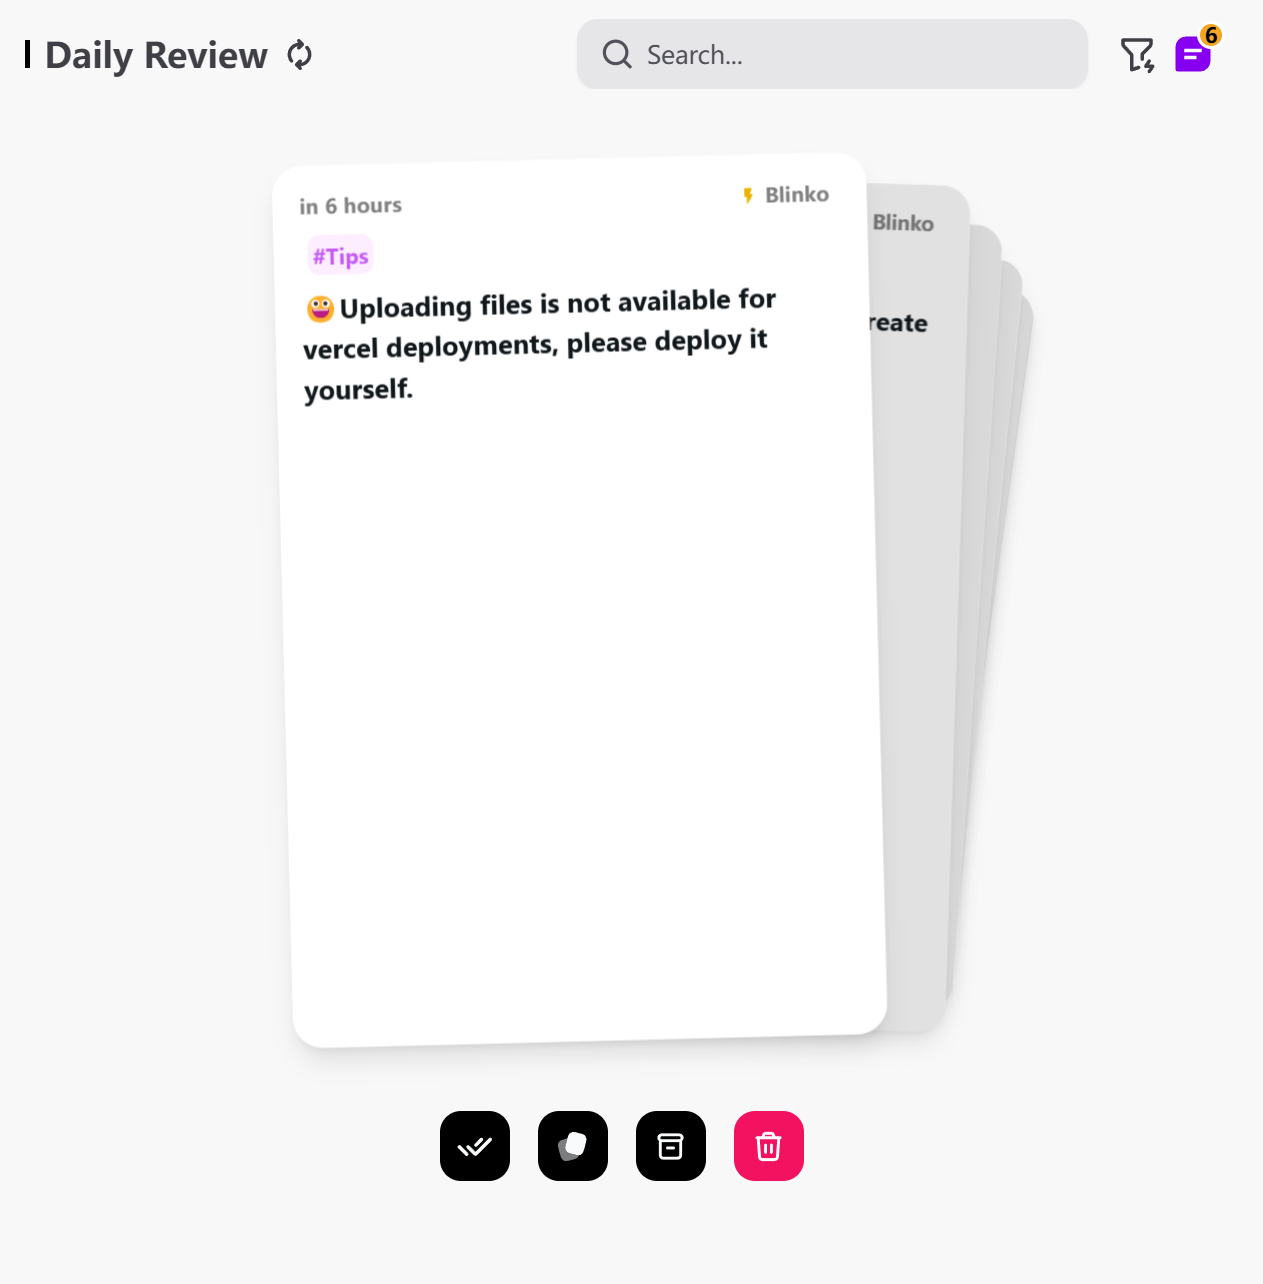 Daily Review
Search...
6
in 6 hours
Blinko
#Tips
😀Uploading files is not available for
vercel deployments, please deploy it
yourself.
Blinko
reate